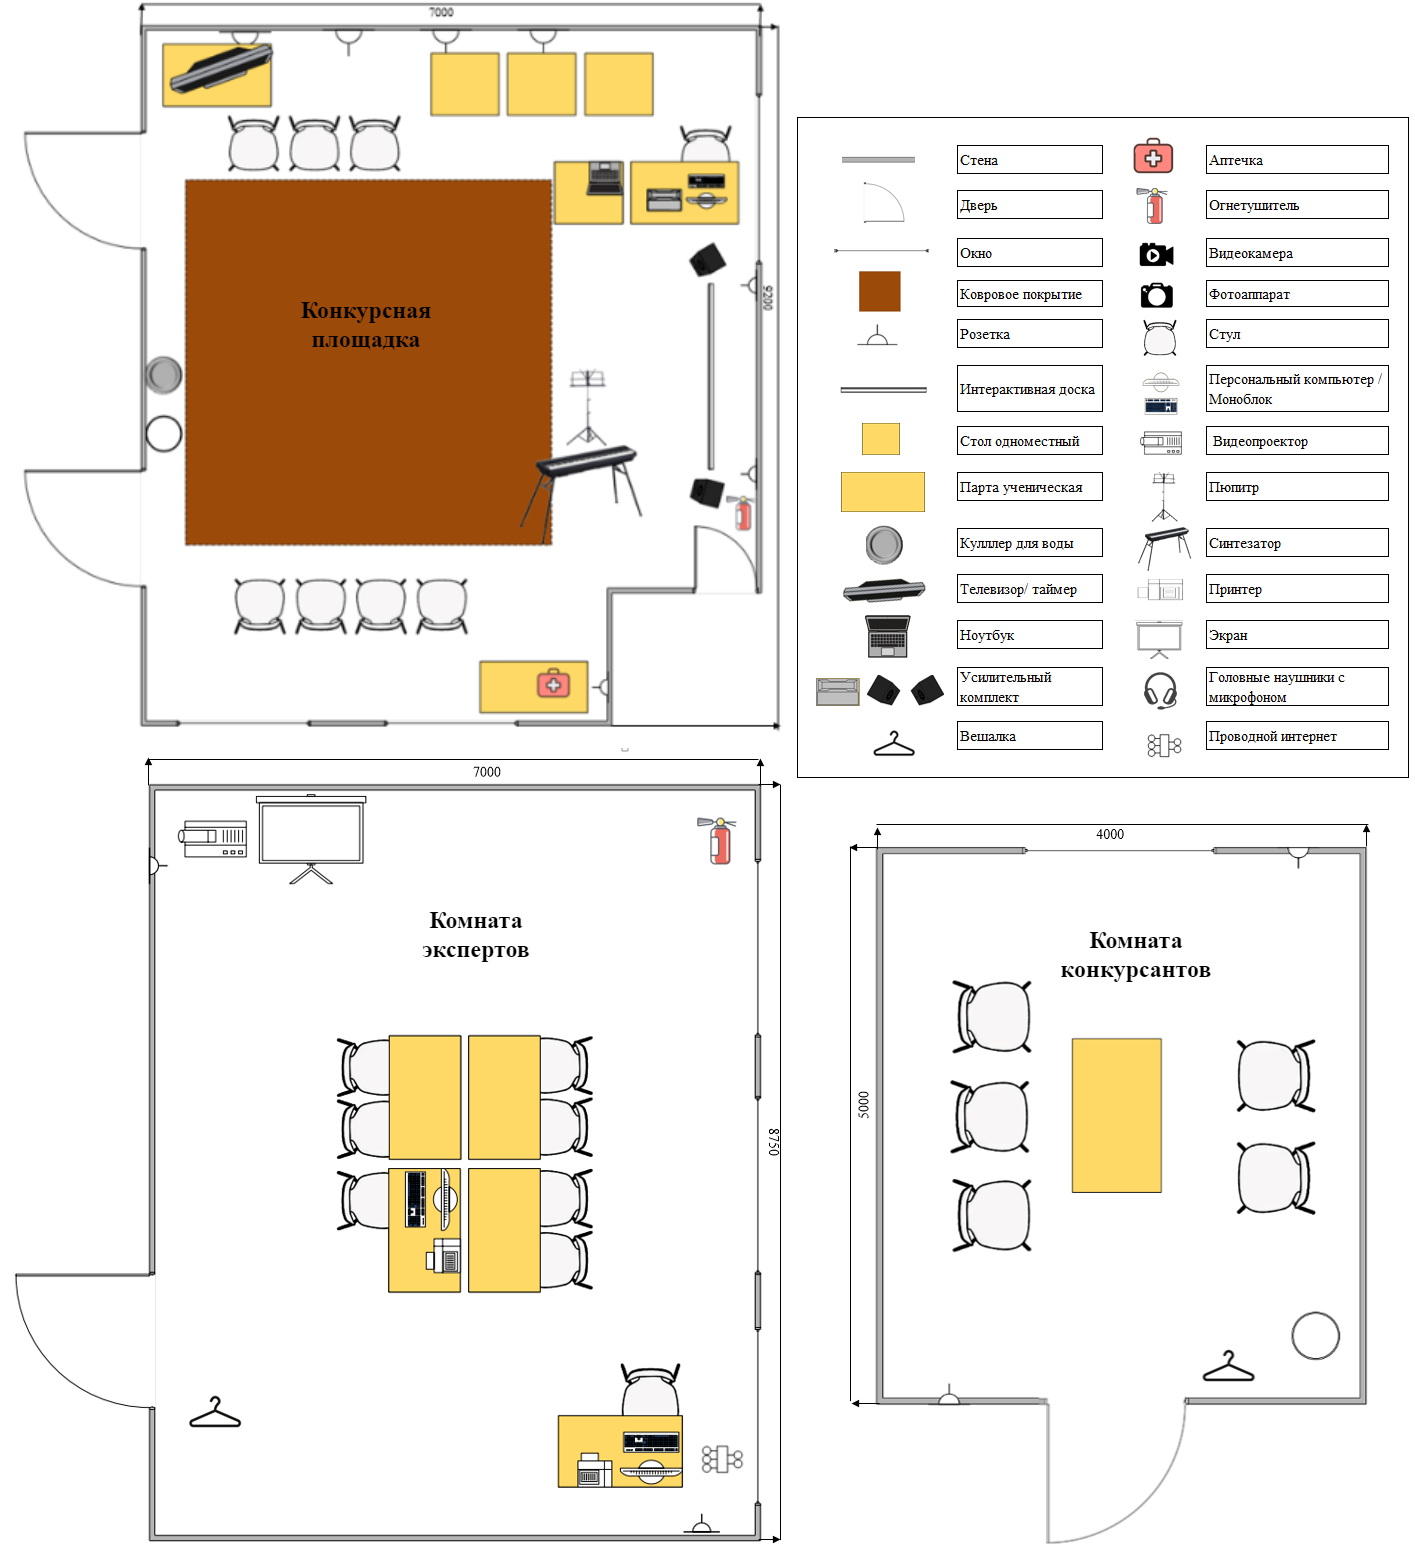 7000
9200
Конкурсная
площадка
Стена
Дверь
Окно
Ковровое покрытие
Розетка
Интерактивная доска
Стол одноместный
Парта ученическая
Кулллер для воды
Телевизор/ таймер
Ноутбук
Усилительный
комплект
Вешалка
Аптечка
Огнетушитель
Видеокамера
Фотоаппарат
Стул
Персональный компьютер /
Моноблок
Видеопроектор
Пюпитр
Синтезатор
Принтер
Экран
Головные наушники с
микрофоном
Проводной интернет
7000
8750
Комната
экспертов
4000
5000
Комната
конкурсантов